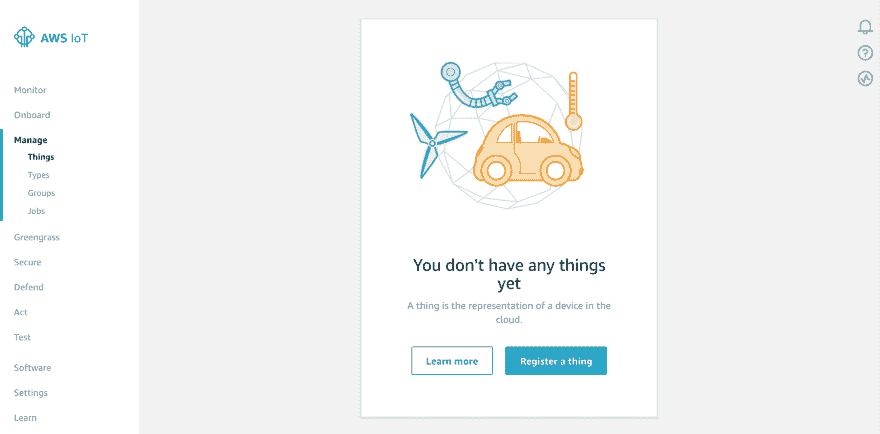 AWS IoT
Monitor
Onboard
Manage
Things
Types
Groups
Jobs
Greengrass
Secure
Defend
Act
Test
Software
Settings
Learn
You don't have any things
yet
A thing is the representation of a device in the
cloud.
Learn more
Register a thing